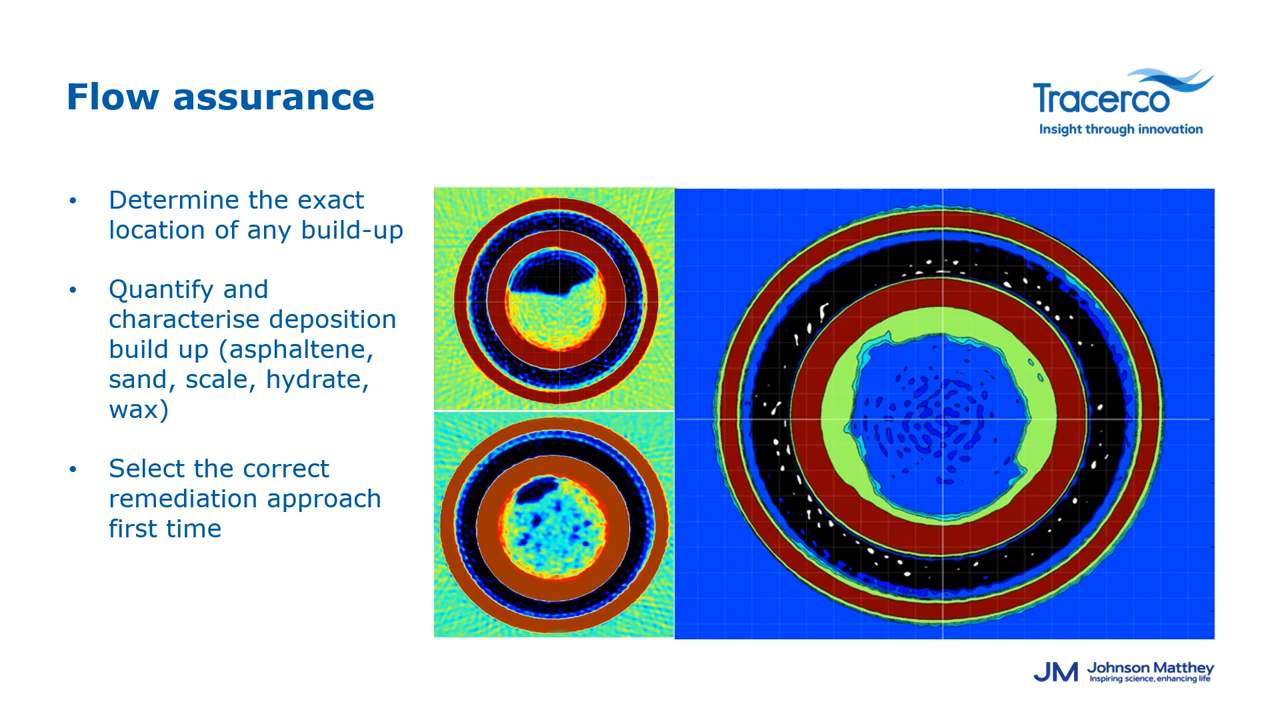 Flow assurance
Tracerco
Insight through innovation
• Determine the exact
location of any build-up
• Quantify and
characterise deposition
build up (asphaltene,
sand, scale, hydrate,
wax)
• Select the correct
remediation approach
first time
JM Johnson Matthey
Inspiring science, enhancing life